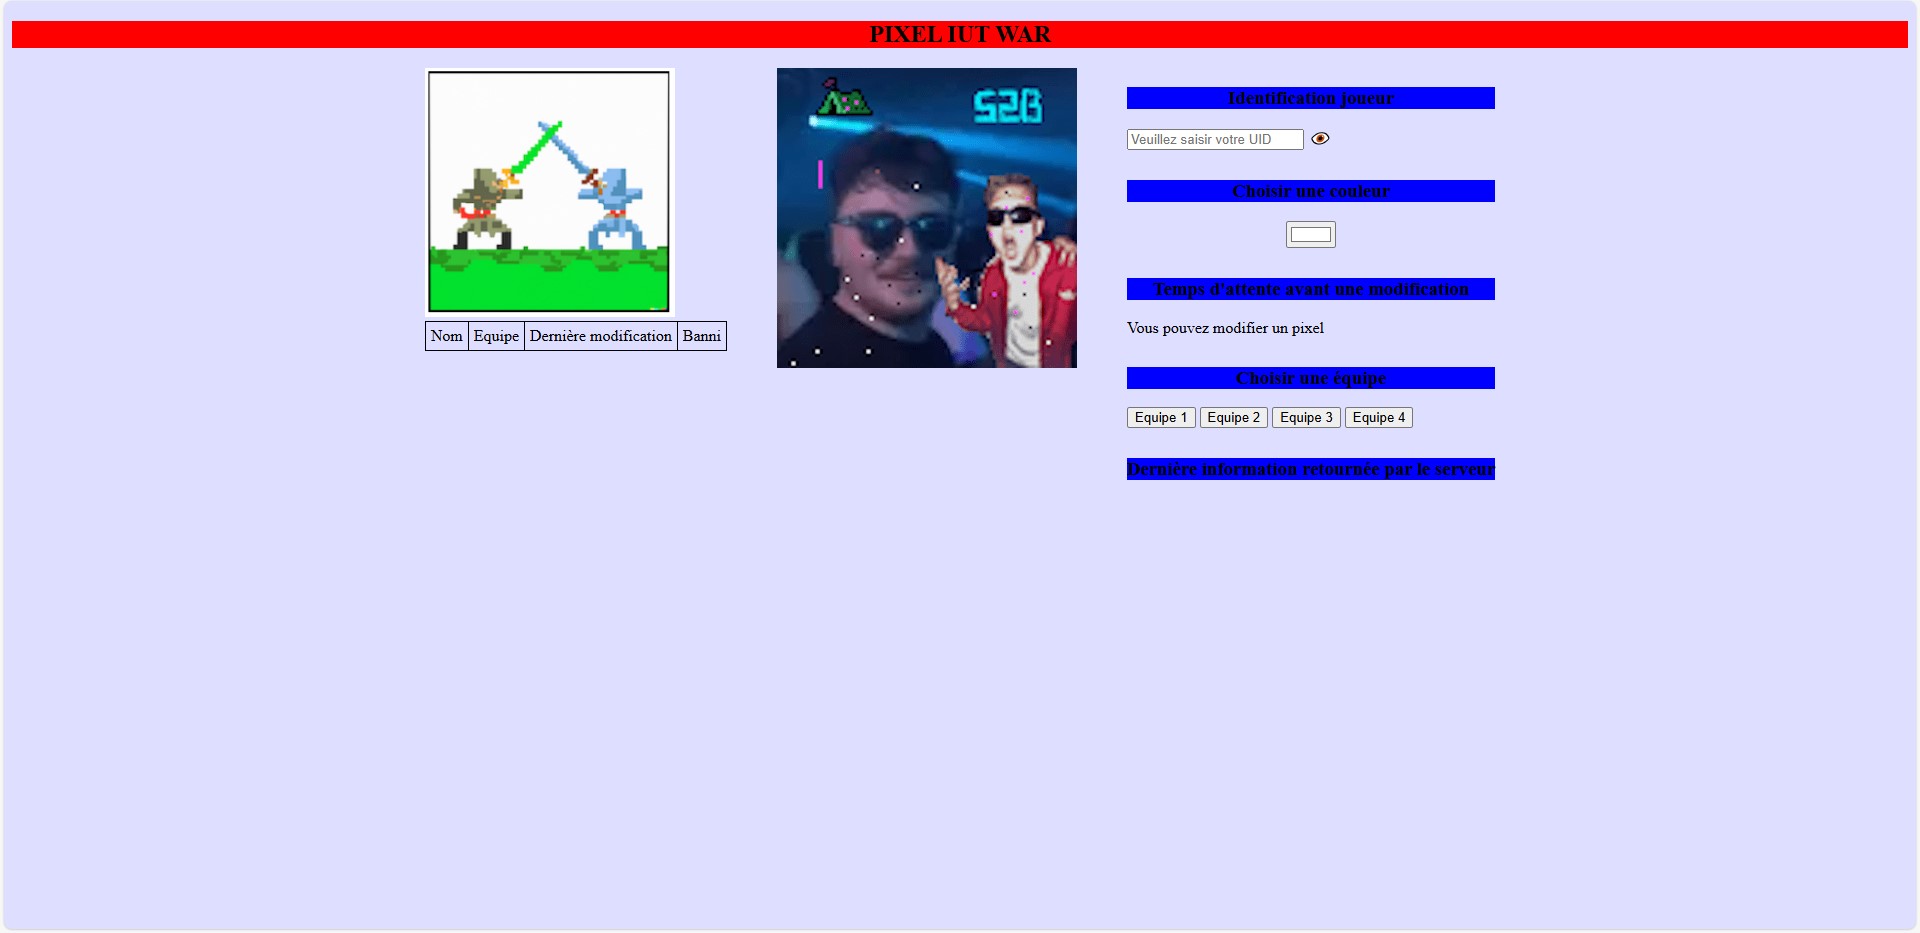 PIXEL IUT WAR
Nom Equipe Dernière modification Banni
S2B
Identification joueur
Veuillez saisir votre UID
Choisir une couleur
Temps d'attente avant une modification
Vous pouvez modifier un pixel
Choisir une équipe
Equipe 1 Equipe 2 Equipe 3 Equipe 4
Dernière information retournée par le serveur